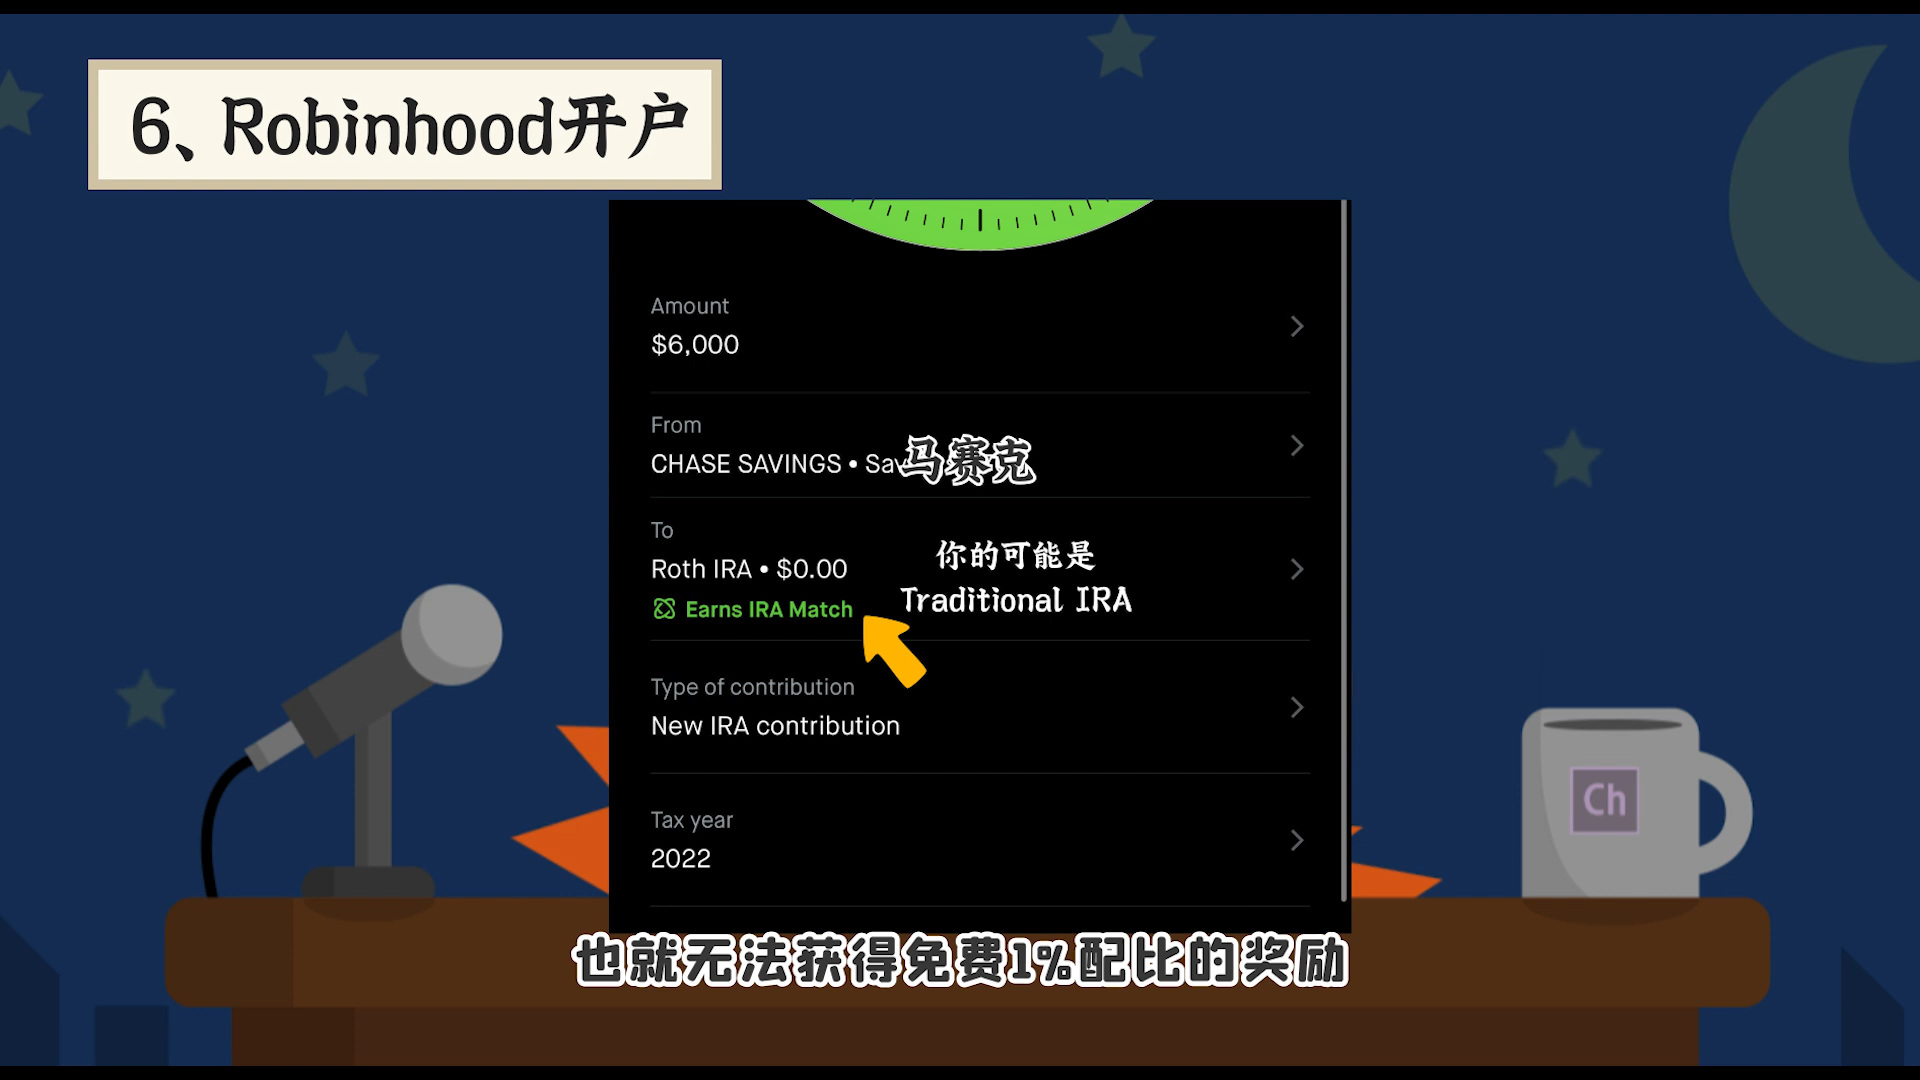 6、Robinhood开户
Amount
$6,000
From
CHASE SAVINGS • Sav
马赛克
To
Roth IRA • $0.00
Earns IRA Match
你的可能是
Traditional IRA
Type of contribution
New IRA contribution
Tax year
2022
Ch
也就无法获得免费1%配比的奖励